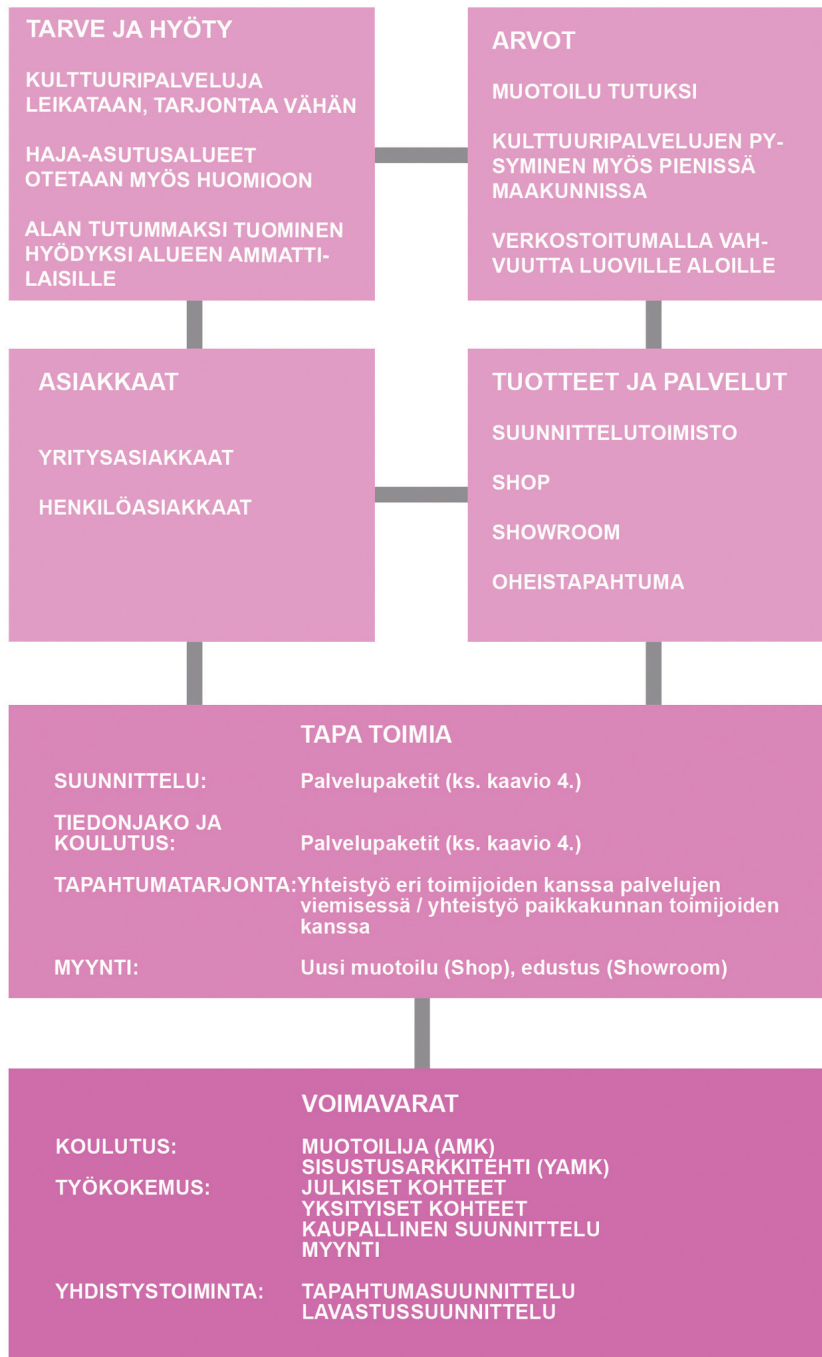 TARVE JA HYÖTY
KULTTUURIPALVELUJA
LEIKATAAN, TARJONTAA VÄHÄN
HAJA-ASUTUSALUEET
OTETAAN MYÖS HUOMIOON
ALAN TUTUMMAKSI TUOMINEN
HYÖDYKSI ALUEEN AMMATTI-
LAISILLE
ARVOT
MUOTOILU TUTUKSI
KULTTUURIPALVELUJEN PY-
SYMINEN MYÖS PIENISSÄ
MAAKUNNISSA
VERKOSTOITUMALLA VAH-
VUUTTA LUOVILLE ALOILLE
ASIAKKAAT
YRITYSASIAKKAAT
HENKILÖASIAKKAAT
TUOTTEET JA PALVELUT
SUUNNITTELUTOIMISTO
SHOP
SHOWROOM
OHEISTAPAHTUMA
TAPA TOIMIA
SUUNNITTELU: Palvelupaketit (ks. kaavio 4.)
TIEDONJAKO JA
KOULUTUS: Palvelupaketit (ks. kaavio 4.)
TAPAHTUMATARJONTA:Yhteistyö eri toimijoiden kanssa palvelujen
viemisessä / yhteistyö paikkakunnan toimijoiden
kanssa
MYYNTI: Uusi muotoilu (Shop), edustus (Showroom)
VOIMAVARAT
KOULUTUS: MUOTOILIJA (AMK)
SISUSTUSARKKITEHTI (YAMK)
TYÖKOKEMUS: JULKISET KOHTEET
YKSITYISET KOHTEET
KAUPALLINEN SUUNNITTELU
MYYNTI
YHDISTYSTOIMINTA: TAPAHTUMASUUNNITTELU
LAVASTUSSUUNNITTELU